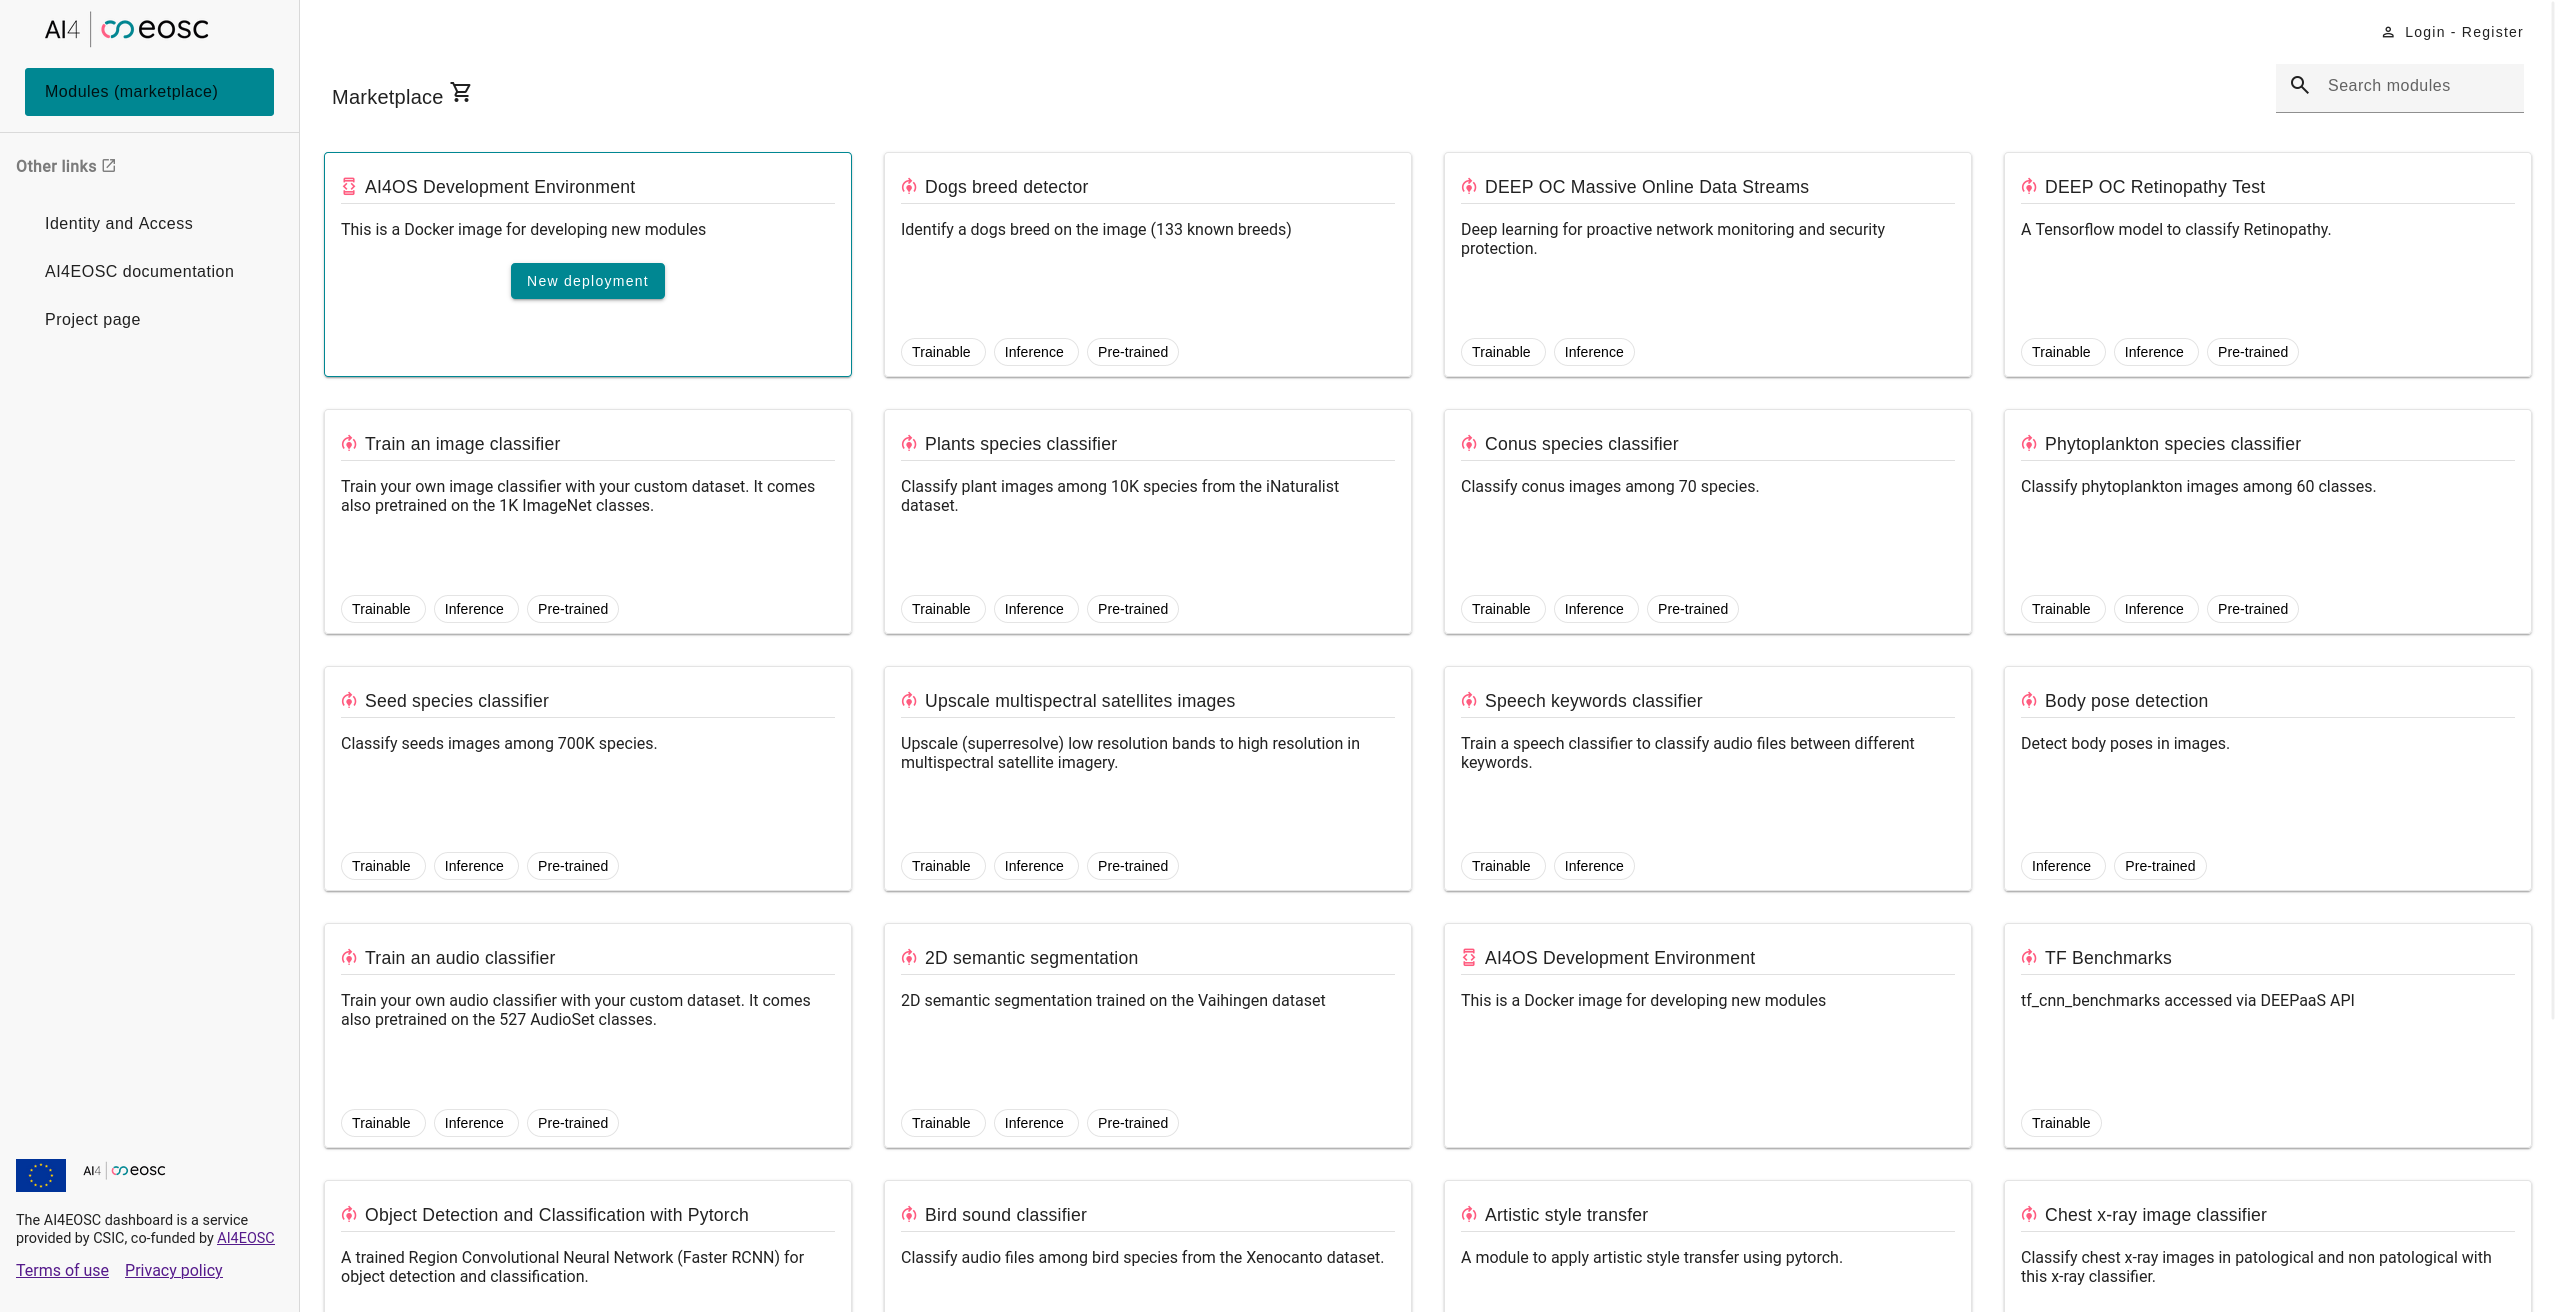 AI4 eosc
Modules (marketplace)
Other links
Identity and Access
AI4EOSC documentation
Project page
AI4 eosc
The AI4EOSC dashboard is a service
provided by CSIC, co-funded by AI4EOSC
Terms of use Privacy policy
Login - Register
Marketplace
Search modules
AI4OS Development Environment
This is a Docker image for developing new modules
New deployment
Dogs breed detector
Identify a dogs breed on the image (133 known breeds)
Trainable Inference Pre-trained
DEEP OC Massive Online Data Streams
Deep learning for proactive network monitoring and security
protection.
Trainable Inference
DEEP OC Retinopathy Test
A Tensorflow model to classify Retinopathy.
Trainable Inference Pre-trained
Train an image classifier
Train your own image classifier with your custom dataset. It comes
also pretrained on the 1K ImageNet classes.
Trainable Inference Pre-trained
Plants species classifier
Classify plant images among 10K species from the iNaturalist
dataset.
Trainable Inference Pre-trained
Conus species classifier
Classify conus images among 70 species.
Trainable Inference Pre-trained
Phytoplankton species classifier
Classify phytoplankton images among 60 classes.
Trainable Inference Pre-trained
Seed species classifier
Classify seeds images among 700K species.
Trainable Inference Pre-trained
Upscale multispectral satellites images
Upscale (superresolve) low resolution bands to high resolution in
multispectral satellite imagery.
Trainable Inference Pre-trained
Speech keywords classifier
Train a speech classifier to classify audio files between different
keywords.
Trainable Inference
Body pose detection
Detect body poses in images.
Inference Pre-trained
Train an audio classifier
Train your own audio classifier with your custom dataset. It comes
also pretrained on the 527 AudioSet classes.
Trainable Inference Pre-trained
2D semantic segmentation
2D semantic segmentation trained on the Vaihingen dataset
Trainable Inference Pre-trained
AI4OS Development Environment
This is a Docker image for developing new modules
TF Benchmarks
tf_cnn_benchmarks accessed via DEEPaaS API
Trainable
Object Detection and Classification with Pytorch
A trained Region Convolutional Neural Network (Faster RCNN) for
object detection and classification.
Bird sound classifier
Classify audio files among bird species from the Xenocanto dataset.
Artistic style transfer
A module to apply artistic style transfer using pytorch.
Chest x-ray image classifier
Classify chest x-ray images in patological and non patological with
this x-ray classifier.